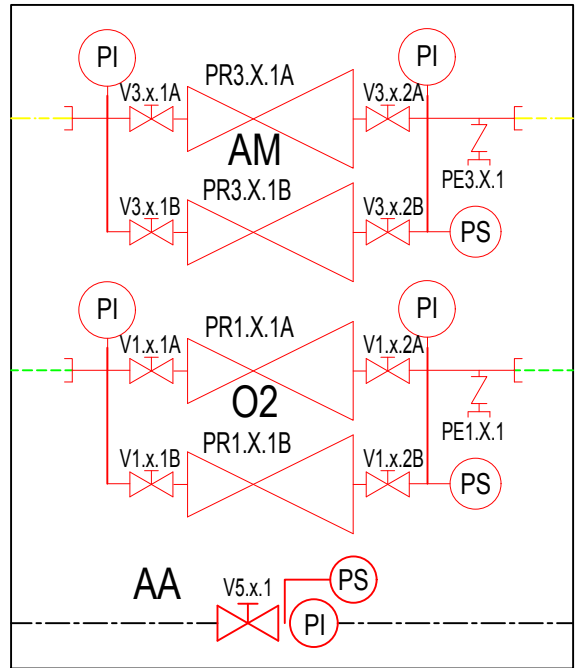 PI
PR3.X.1A
PI
V3.x.1A
V3.x.2A
AM
V3.x.1B
PR3.X.1B
V3.x.2B
PE3.X.1
PS
PI
PR1.X.1A
PI
V1.x.1A
V1.x.2A
O2
V1.x.1B
PR1.X.1B
V1.x.2B
PE1.X.1
PS
AA
V5.x.1
PS
PI